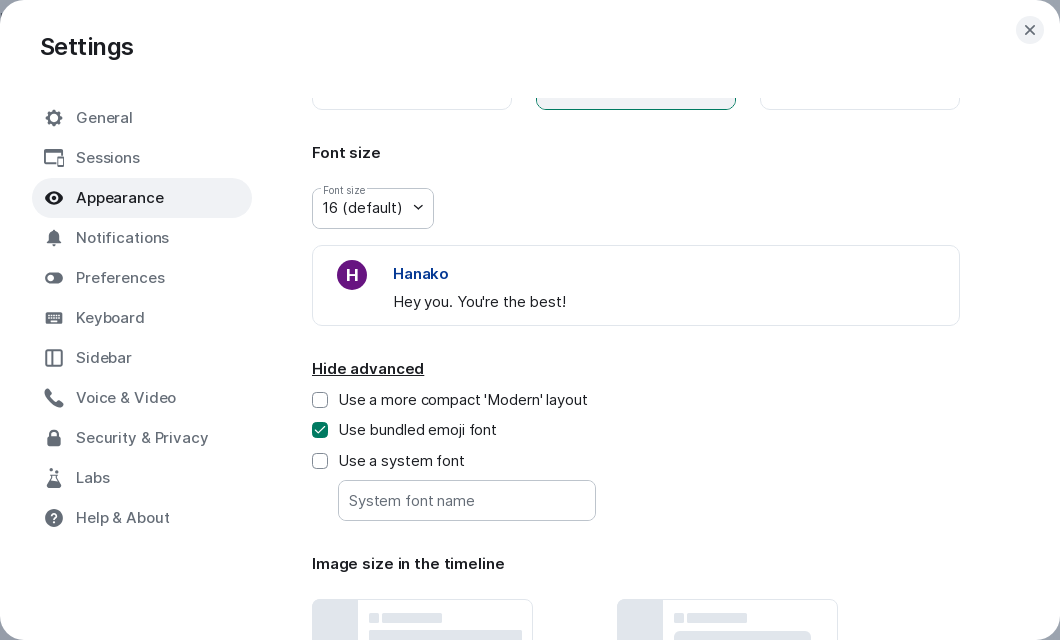 Settings
General
Sessions
Appearance
Notifications
Preferences
Keyboard
Sidebar
Voice & Video
Security & Privacy
Labs
Help & About
Font size
Font size
16 (default)
H
Hanako
Hey you. You're the best!
Hide advanced
Use a more compact 'Modern' layout
Use bundled emoji font
Use a system font
System font name
Image size in the timeline